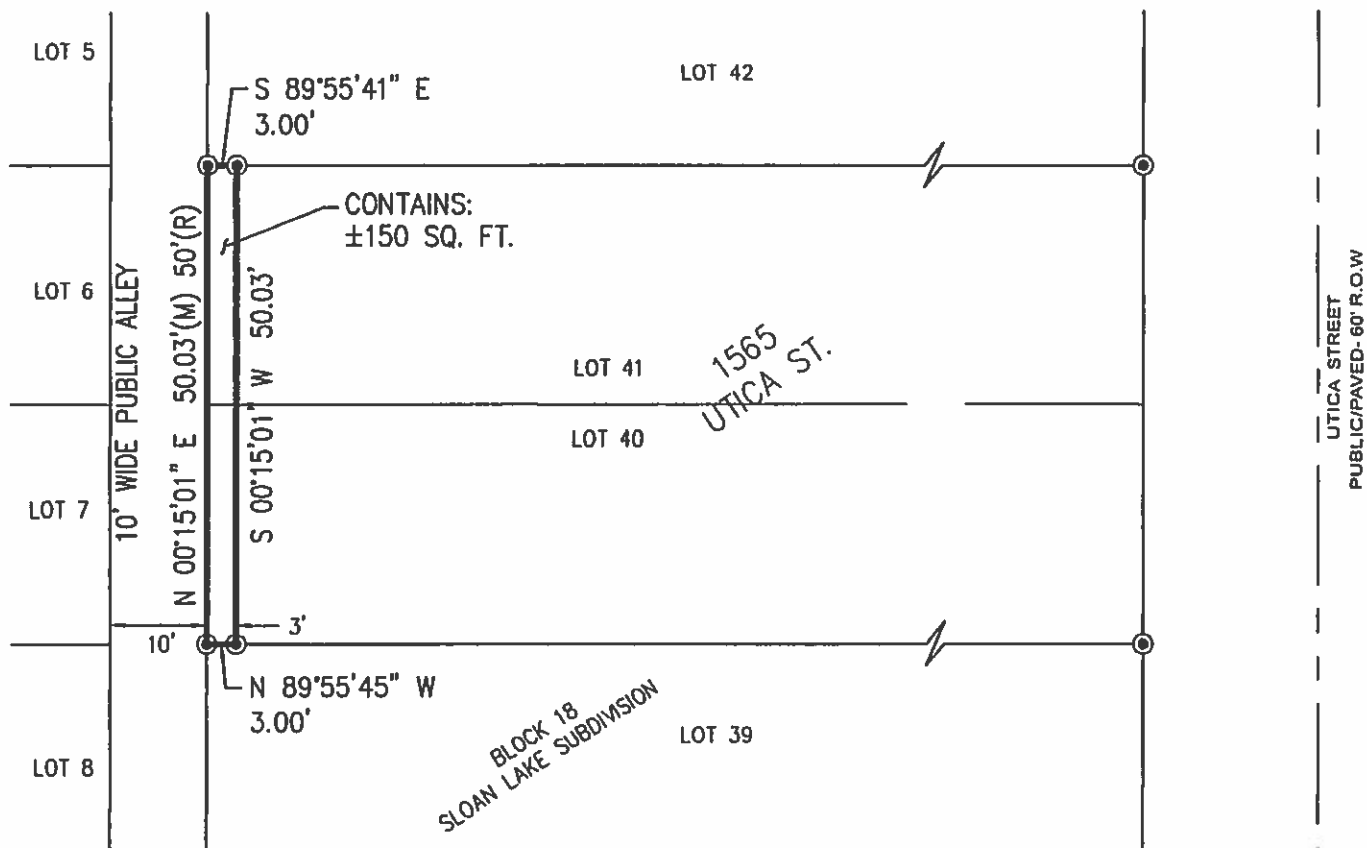 LOT 5
LOT 42
S 89°55'41" E
3.00'
CONTAINS:
±150 SQ. FT.
LOT 6
10' WIDE PUBLIC ALLEY
N 00°15'01" E 50.03'(M) 50'(R)
S 00°15'01" W 50.03'
LOT 41
1565
UTICA ST.
LOT 40
UTICA STREET
PUBLIC/PAVED-60' R.O.W
LOT 7
10'
3'
N 89°55'45" W
3.00'
BLOCK 18
SLOAN LAKE SUBDIVISION
LOT 39
LOT 8